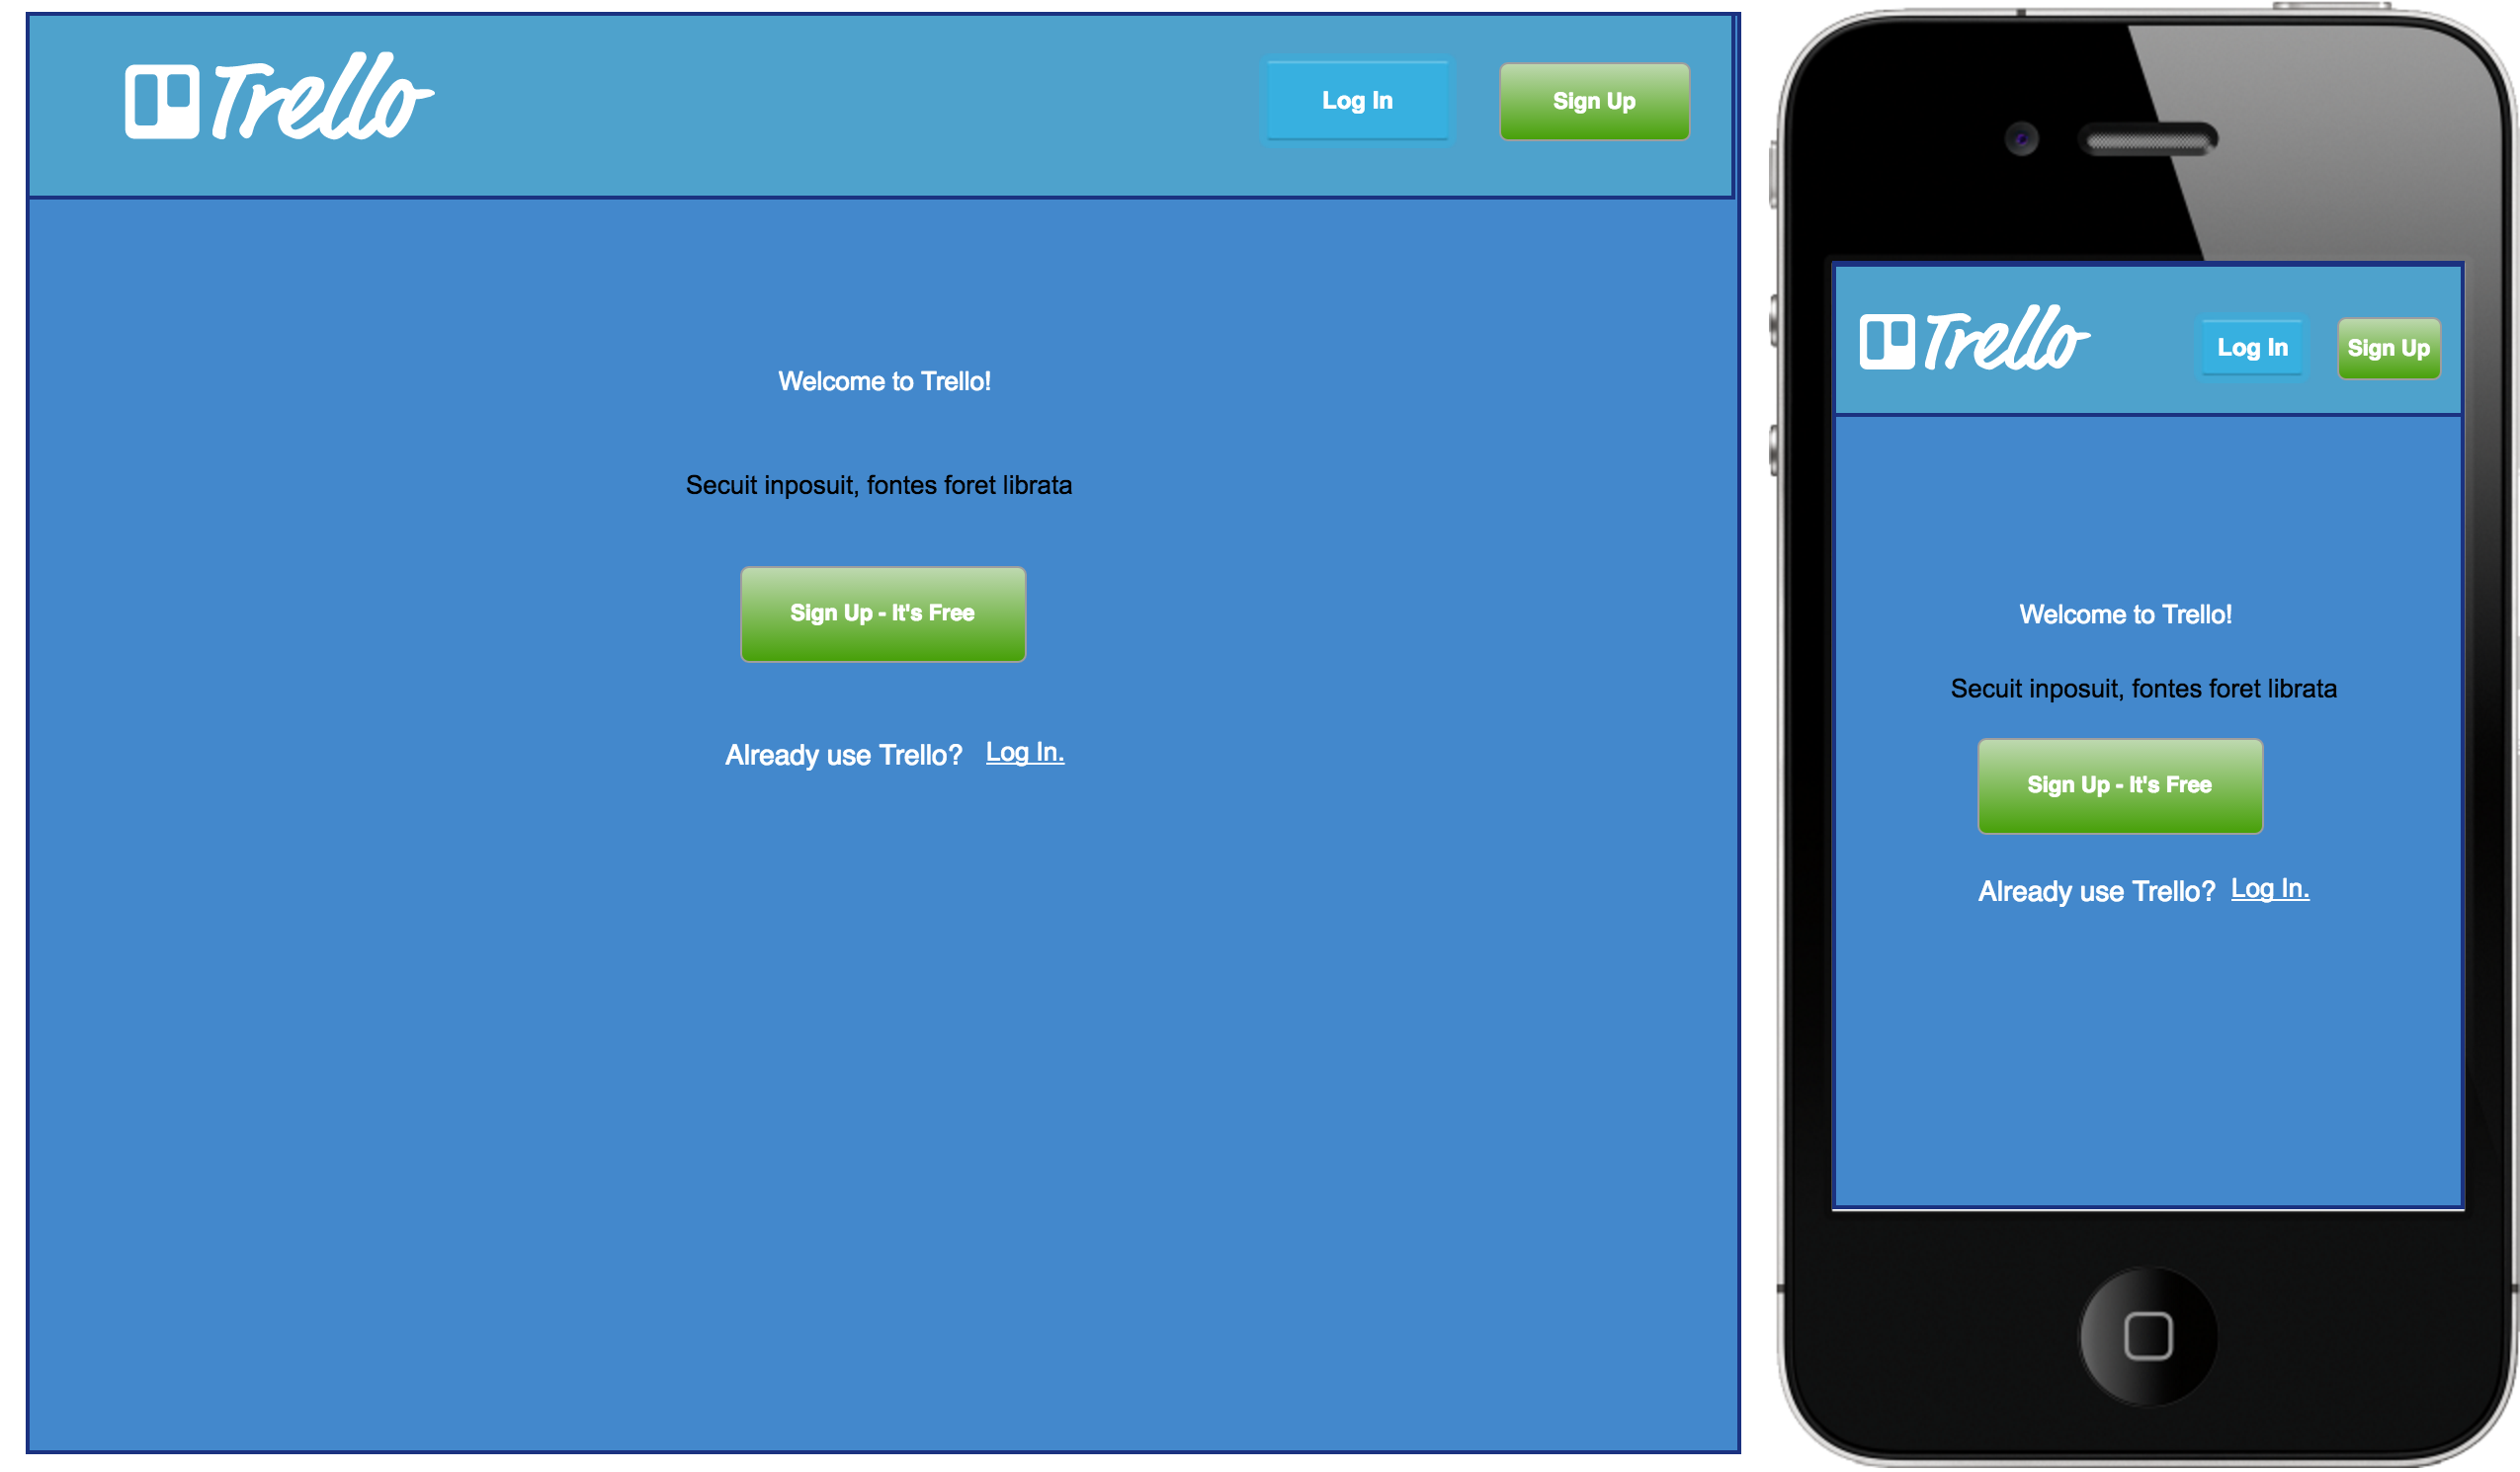 Trello
Log In
Sign Up
Welcome to Trello!
Secuit inposuit, fontes foret librata
Sign Up - It's Free
Already use Trello? Log In.
Trello
Log In
Sign Up
Welcome to Trello!
Secuit inposuit, fontes foret librata
Sign Up - It's Free
Already use Trello? Log In.